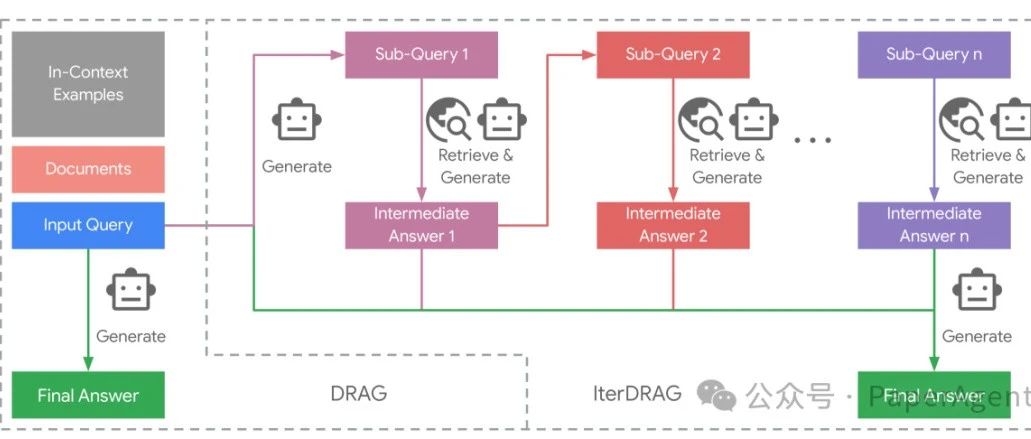 In-Context
Examples
Documents
Input Query
Generate
Final Answer
DRAG
Generate
Sub-Query 1
Retrieve &
Generate
Intermediate
Answer 1
Sub-Query 2
Retrieve &
Generate
Intermediate
Answer 2
...
Sub-Query n
Retrieve &
Generate
Intermediate
Answer n
Generate
Final Answer
IterDRAG
公众号 · PaperAgent